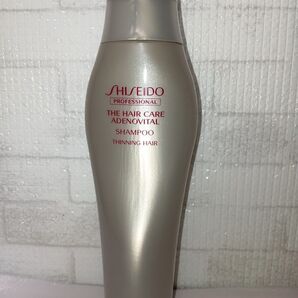 SHISEIDO
PROFESSIONAL
THE HAIR CARE
ADENOVITAL
SHAMPOO
THINNING HAIR